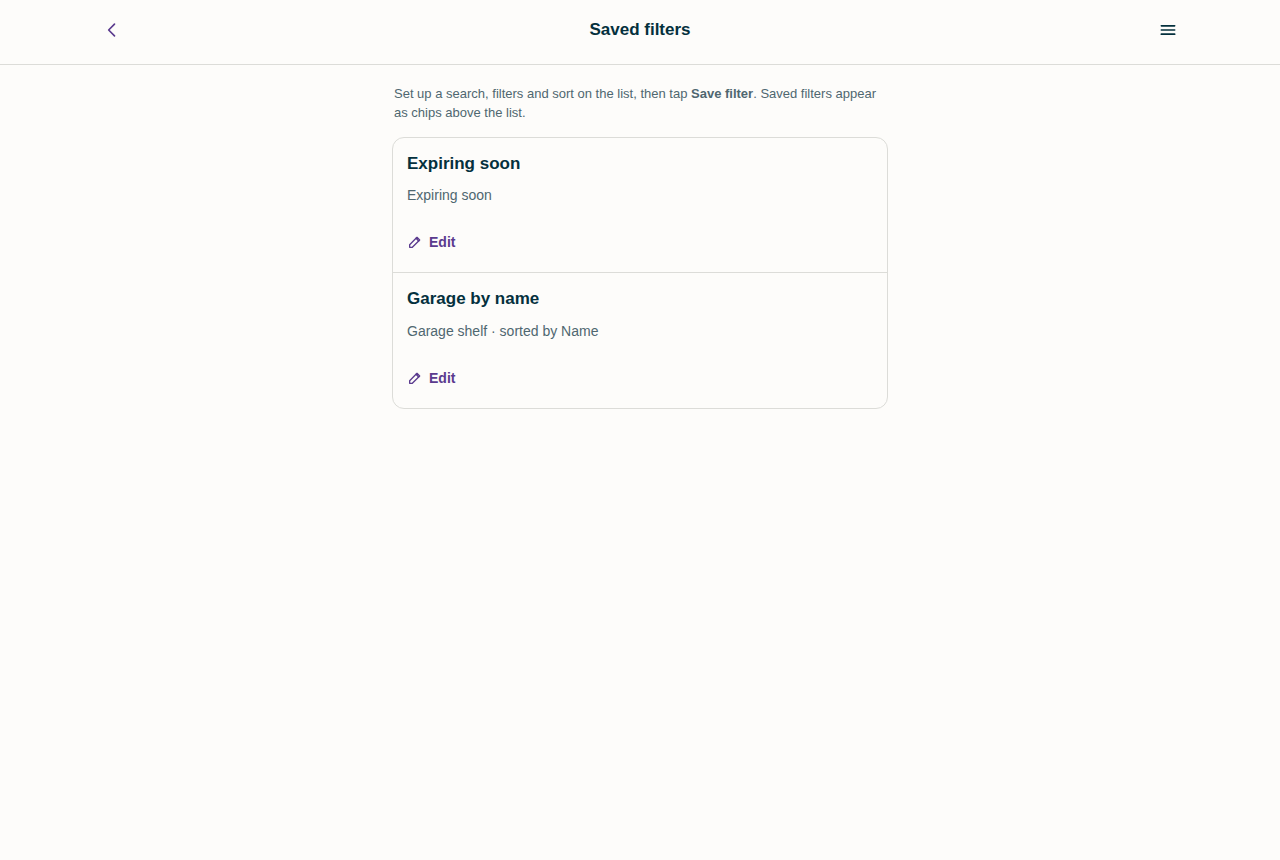 Saved filters
Set up a search, filters and sort on the list, then tap Save filter. Saved filters appear
as chips above the list.
Expiring soon
Expiring soon
Edit
Garage by name
Garage shelf · sorted by Name
Edit